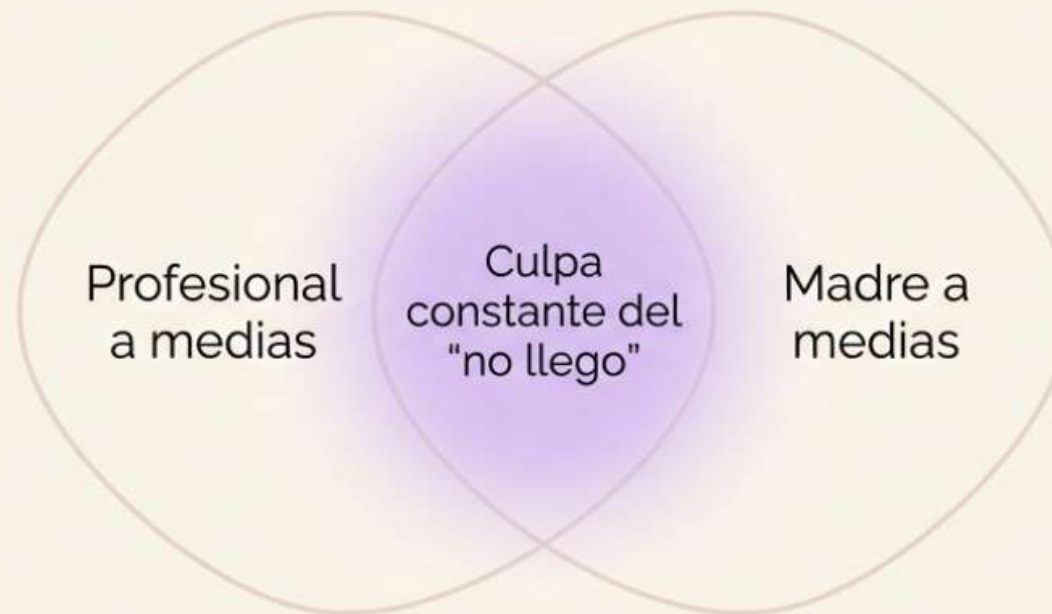 Profesional
a medias
Culpa
constante del
“no llego”
Madre a
medias